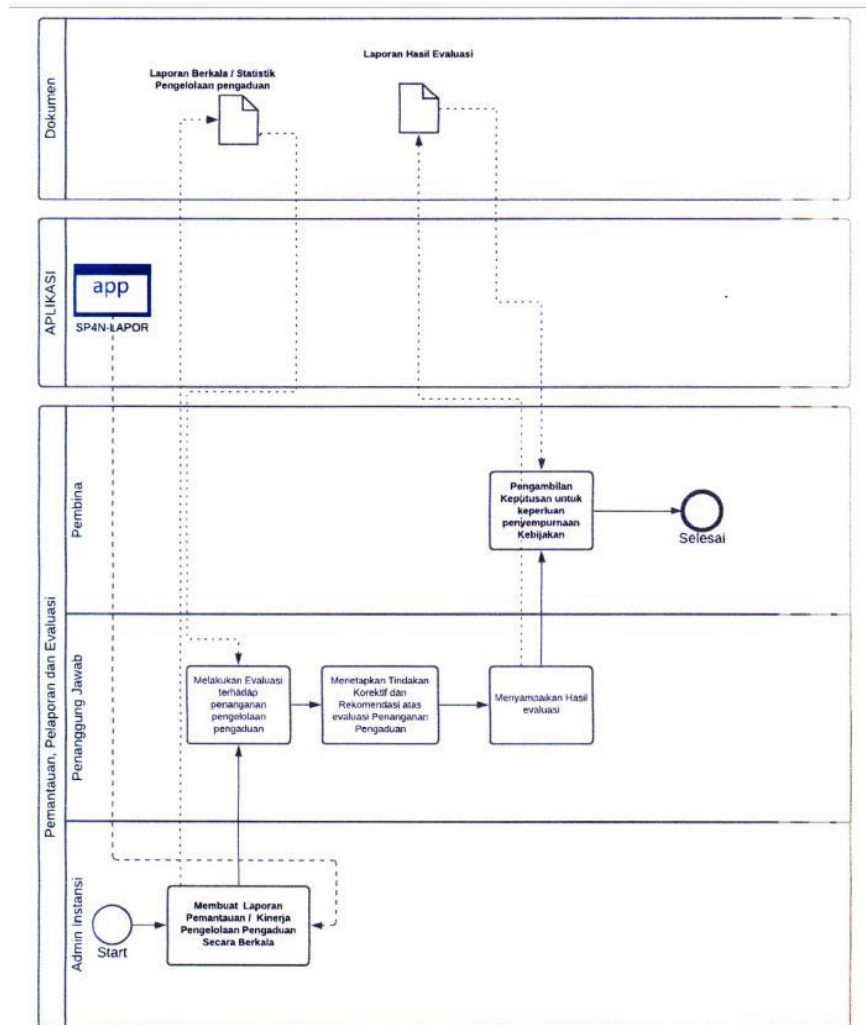 Dokumen
Laporan Berkala / Statistik
Pengelolaan pengaduan
Laporan Hasil Evaluasi
APLIKASI
app
SP4N-LAPOR
Pemantauan, Pelaporan dan Evaluasi
Pembina
Pengambilan
Keputusan untuk
keperluan
penyempurnaan
Kebijakan
Selesai
Penanggung Jawab
Melakukan Evaluasi
terhadap
penanganan
pengelolaan
pengaduan
Menetapkan Tindakan
Korektif dan
Rekomendasi atas
evaluasi Penanganan
Pengaduan
Menyampaikan Hasil
evaluasi
Admin instansi
Start
Membuat Laporan
Pemantauan / Kinerja
Pengelolaan Pengaduan
Secara Berkala